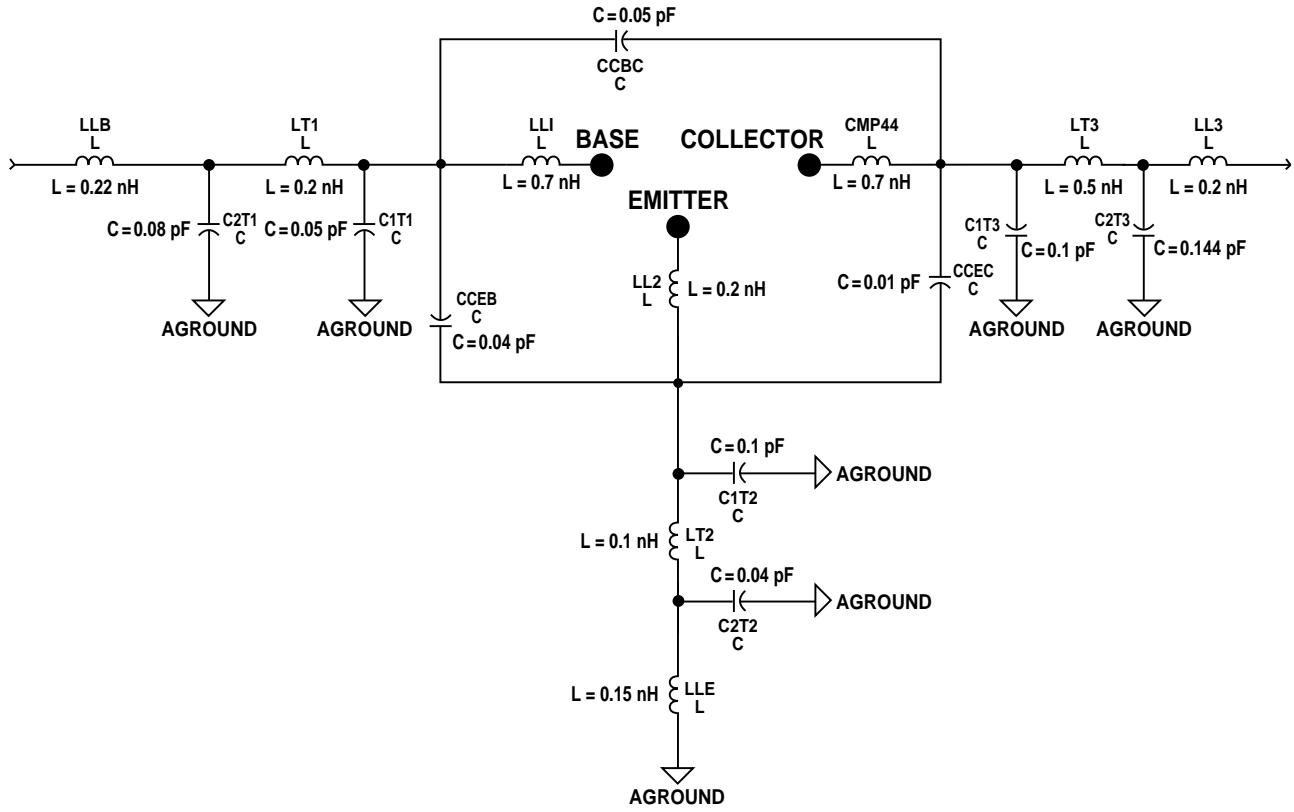 C = 0.05 pF
CCBC
C
LLB
L
L = 0.22 nH
LT1
L
L = 0.2 nH
LLI
L
L = 0.7 nH
BASE
COLLECTOR
CMP44
L
L = 0.7 nH
LT3
L
L = 0.5 nH
LL3
L
L = 0.2 nH
EMITTER
C = 0.08 pF
C2T1
C
C = 0.05 pF
C1T1
C
C1T3
C
C = 0.1 pF
C2T3
C
C = 0.144 pF
LL2
L
L = 0.2 nH
C = 0.01 pF
CCEC
C
CCEB
C
C = 0.04 pF
AGROUND
AGROUND
AGROUND
AGROUND
C = 0.1 pF
C1T2
C
AGROUND
L = 0.1 nH
LT2
L
C = 0.04 pF
C2T2
C
AGROUND
L = 0.15 nH
LLE
L
AGROUND